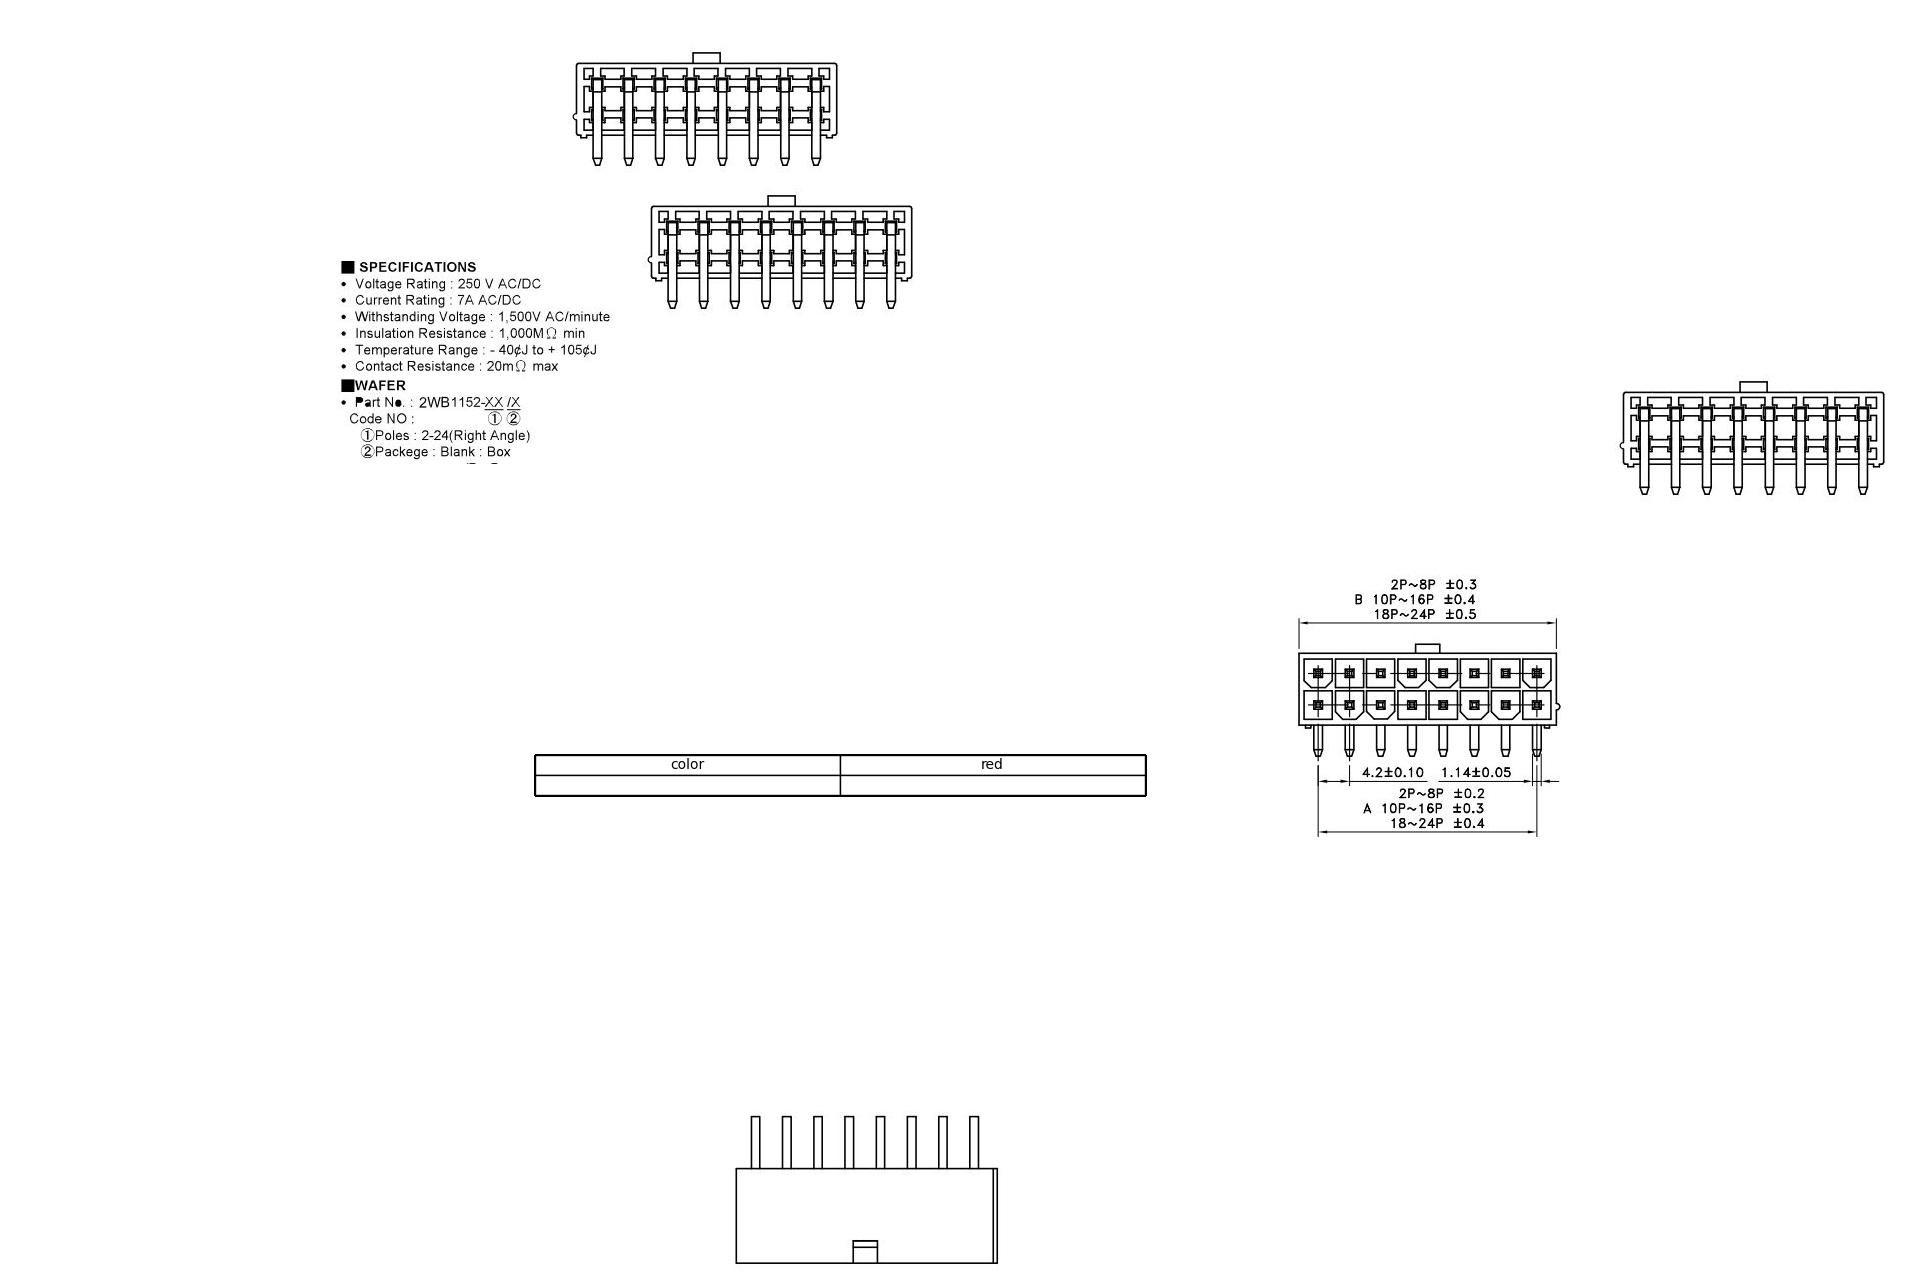 ■ SPECIFICATIONS
• Voltage Rating : 250 V AC/DC
• Current Rating : 7A AC/DC
• Withstanding Voltage : 1,500V AC/minute
• Insulation Resistance : 1,000MΩ min
• Temperature Range : - 40¢J to + 105¢J
• Contact Resistance : 20mΩ max
■WAFER
• Part No. : 2WB1152-XX /X
Code NO : ① ②
①Poles : 2-24(Right Angle)
②Packege : Blank : Box
2P~8P ±0.3
B 10P~16P ±0.4
18P~24P ±0.5
color red
4.2±0.10 1.14±0.05
2P~8P ±0.2
A 10P~16P ±0.3
18~24P ±0.4